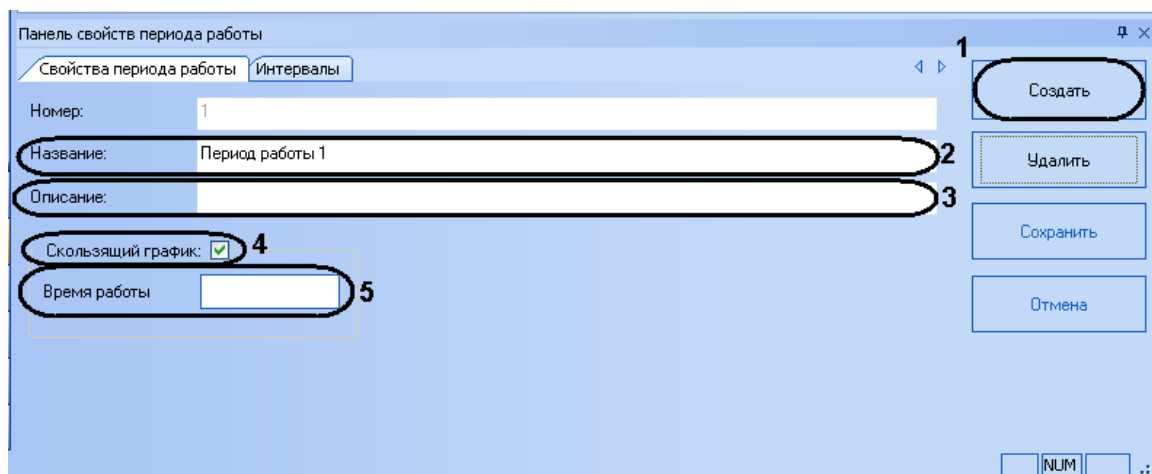 Панель свойств периода работы
Свойства периода работы Интервалы
1
Создать
Номер: 1
Название: Период работы 1 2
Удалить
Описание: 3
Сохранить
Скользящий график: 4
Время работы 5
Отмена
NUM